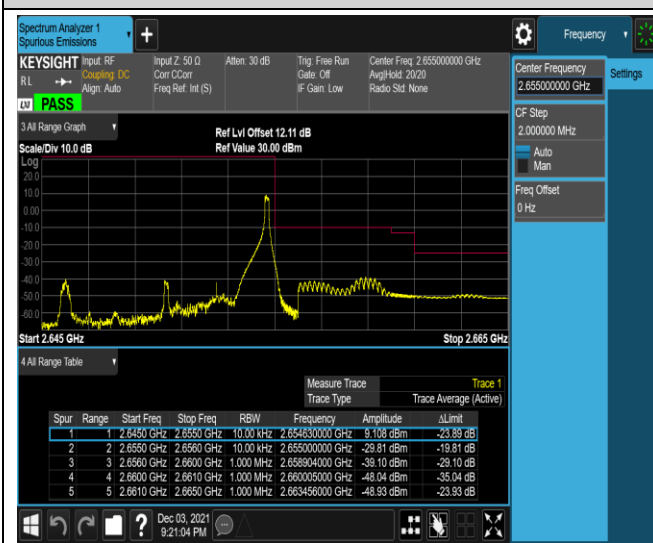 Spectrum Analyzer 1
Spurious Emissions
Frequency
KEYSIGHT
RL
Input: RF
Coupling: DC
Align: Auto
Input Z: 50 Ω
Corr CCorr
Freq Ref: Int (S)
Atten: 30 dB
Trig: Free Run
Gate: Off
IF Gain: Low
Center Freq: 2.655000000 GHz
Avg|Hold: 20/20
Radio Std: None
LXI PASS
3 All Range Graph
Scale/Div 10.0 dB
Ref Lvl Offset 12.11 dB
Ref Value 30.00 dBm
Log
20.0
10.0
0.00
-10.0
-20.0
-30.0
-40.0
-50.0
-60.0
Start 2.645 GHz
Stop 2.665 GHz
4 All Range Table
Measure Trace Trace 1
Trace Type Trace Average (Active)
Spur Range Start Freq Stop Freq RBW Frequency Amplitude ΔLimit
1 1 2.6450 GHz 2.6550 GHz 10.00 kHz 2.654630000 GHz 9.108 dBm -23.89 dB
2 2 2.6550 GHz 2.6560 GHz 10.00 kHz 2.655000000 GHz -29.81 dBm -19.81 dB
3 3 2.6560 GHz 2.6600 GHz 1.000 MHz 2.658904000 GHz -39.10 dBm -29.10 dB
4 4 2.6600 GHz 2.6610 GHz 1.000 MHz 2.660005000 GHz -48.04 dBm -35.04 dB
5 5 2.6610 GHz 2.6650 GHz 1.000 MHz 2.663456000 GHz -48.93 dBm -23.93 dB
Dec 03, 2021
9:21:04 PM
Center Frequency
2.655000000 GHz
Settings
CF Step
2.000000 MHz
Auto
Man
Freq Offset
0 Hz